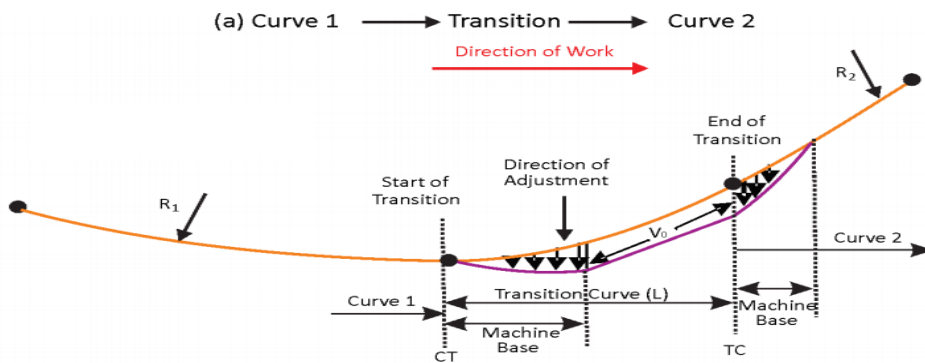 (a) Curve 1 Transition Curve 2
Direction of Work
R2
End of
Transition
Direction of
Adjustment
Start of
Transition
R1
V0
Curve 2
Curve 1
Transition Curve (L)
Machine
Base
Machine
Base
CT
TC